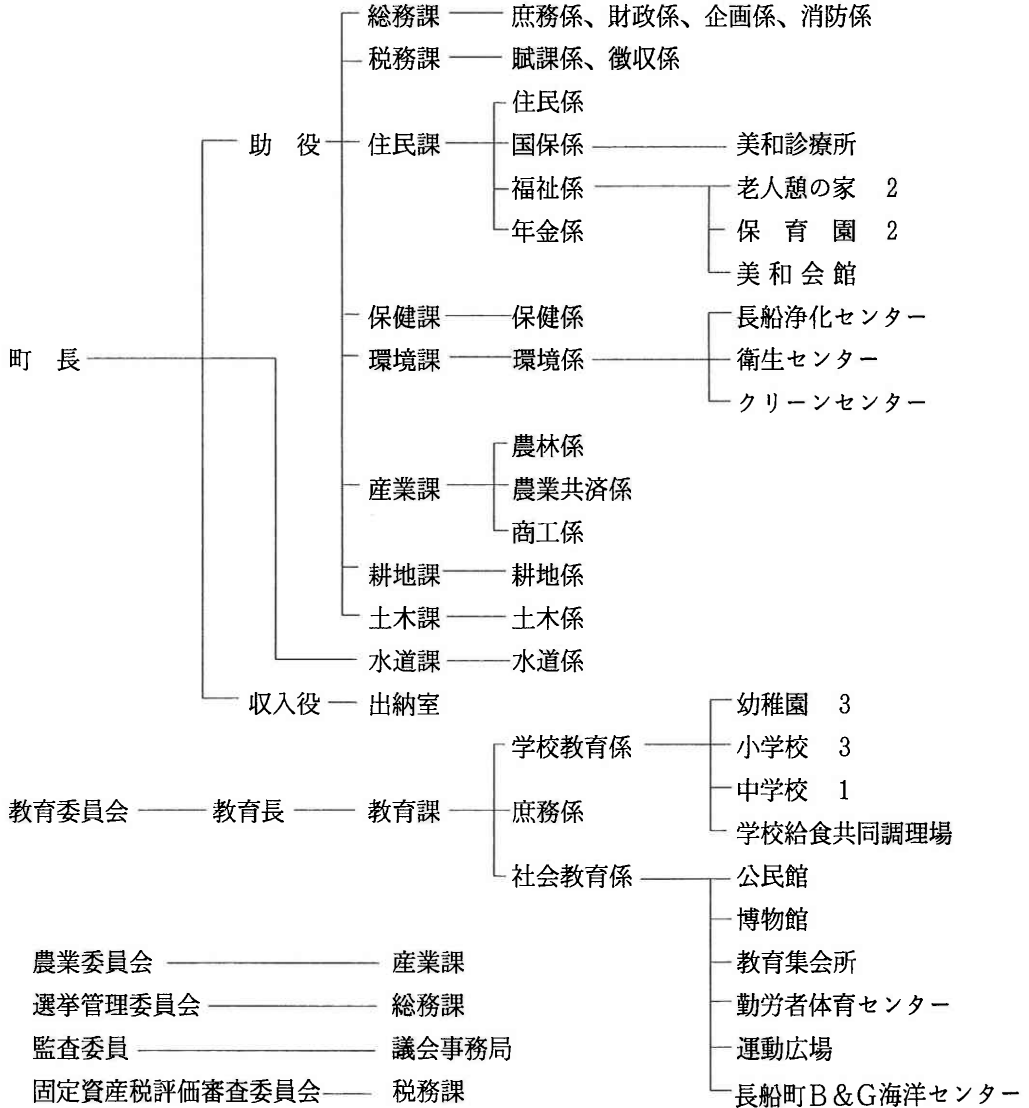 総務課 庶務係、財政係、企画係、消防係
税務課 賦課係、徴収係
住民係
助 役 住民課 国保係 美和診療所
福祉係 老人憩の家 2
年金係 保 育 園 2
美 和 会 館
保健課 保健係 長船浄化センター
町 長 環境課 環境係 衛生センター
クリーンセンター
農林係
産業課 農業共済係
商工係
耕地課 耕地係
土木課 土木係
水道課 水道係
収入役 出納室 幼稚園 3
学校教育係 小学校 3
中学校 1
教育委員会 教育長 教育課 庶務係
学校給食共同調理場
社会教育係 公民館
博物館
農業委員会 産業課 教育集会所
選挙管理委員会 総務課 勤労者体育センター
監査委員 議会事務局 運動広場
固定資産税評価審査委員会 税務課 長船町B&G海洋センター